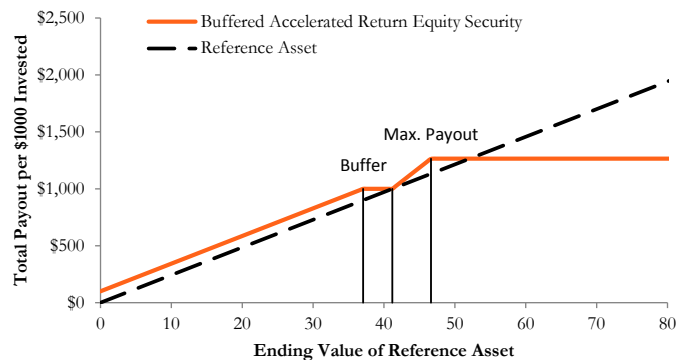 Buffered Accelerated Return Equity Security
Reference Asset
Total Payout per $1000 Invested
$2,500
$2,000
$1,500
$1,000
$500
$0
Max. Payout
Buffer
0 10 20 30 40 50 60 70 80
Ending Value of Reference Asset